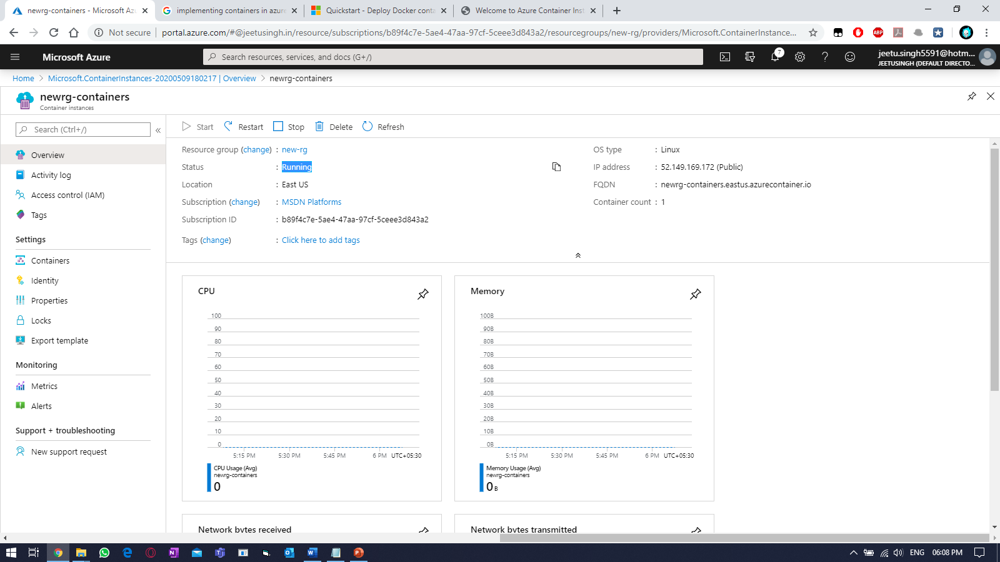 newrg-containers - Microsoft Azu
implementing containers in azure
Quickstart - Deploy Docker conta
Welcome to Azure Container Inst
Not secure
portal.azure.com/#@jeetusingh.in/resource/subscriptions/b89f4c7e-5ae4-47aa-97cf-5ceee3d843a2/resourcegroups/new-rg/providers/Microsoft.ContainerInstance...
ABP
Microsoft Azure
Search resources, services, and docs (G+/)
7
jeetu.singh5591@hotm...
JEETUSINGH (DEFAULT DIRECTO...
Home > Microsoft.ContainerInstances-20200509180217 | Overview > newrg-containers
newrg-containers
Container instances
Search (Ctrl+/)
«
Overview
Activity log
Access control (IAM)
Tags
Settings
Containers
Identity
Properties
Locks
Export template
Monitoring
Metrics
Alerts
Support + troubleshooting
New support request
Start Restart Stop Delete Refresh
Resource group (change) : new-rg
Status : Running
Location : East US
Subscription (change) : MSDN Platforms
Subscription ID : b89f4c7e-5ae4-47aa-97cf-5ceee3d843a2
Tags (change) : Click here to add tags
OS type : Linux
IP address : 52.149.169.172 (Public)
FQDN : newrg-containers.eastus.azurecontainer.io
Container count : 1
CPU
100
90
80
70
60
50
40
30
20
10
0
5:15 PM 5:30 PM 5:45 PM 6 PM UTC+05:30
CPU Usage (Avg)
newrg-containers
0
Memory
100B
90B
80B
70B
60B
50B
40B
30B
20B
10B
0B
5:15 PM 5:30 PM 5:45 PM 6 PM UTC+05:30
Memory Usage (Avg)
newrg-containers
0 B
Network bytes received
Network bytes transmitted
ENG 06:08 PM